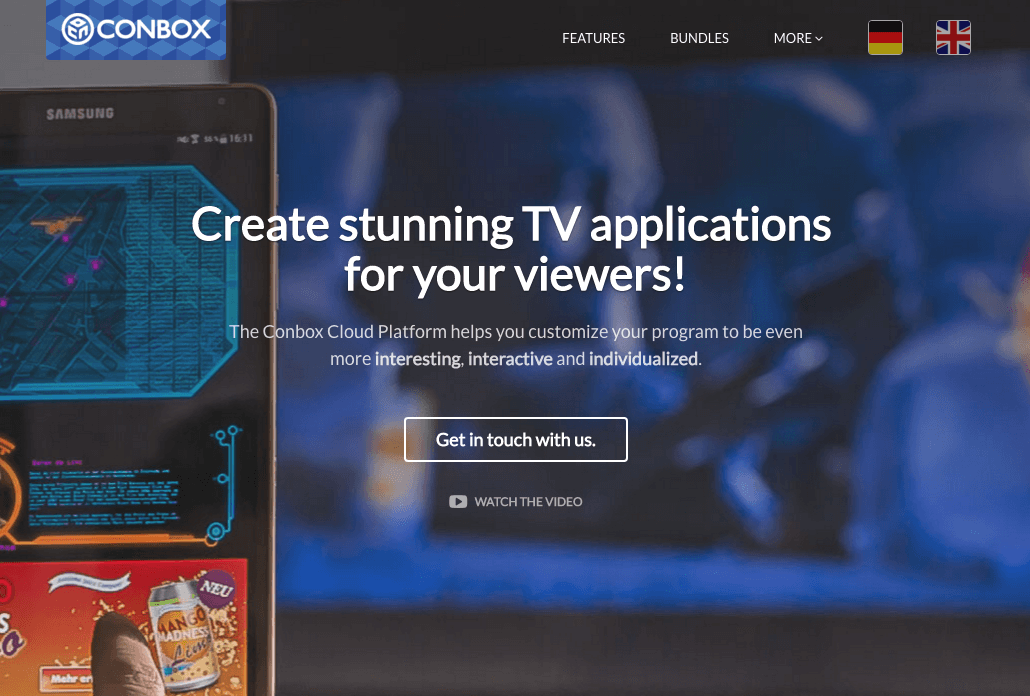 CONBOX
FEATURES
BUNDLES
MORE
SAMSUNG
16:11
Create stunning TV applications
for your viewers!
The Conbox Cloud Platform helps you customize your program to be even
more interesting, interactive and individualized.
Get in touch with us.
WATCH THE VIDEO
NEU
MANGO
MADNESS
Mehr